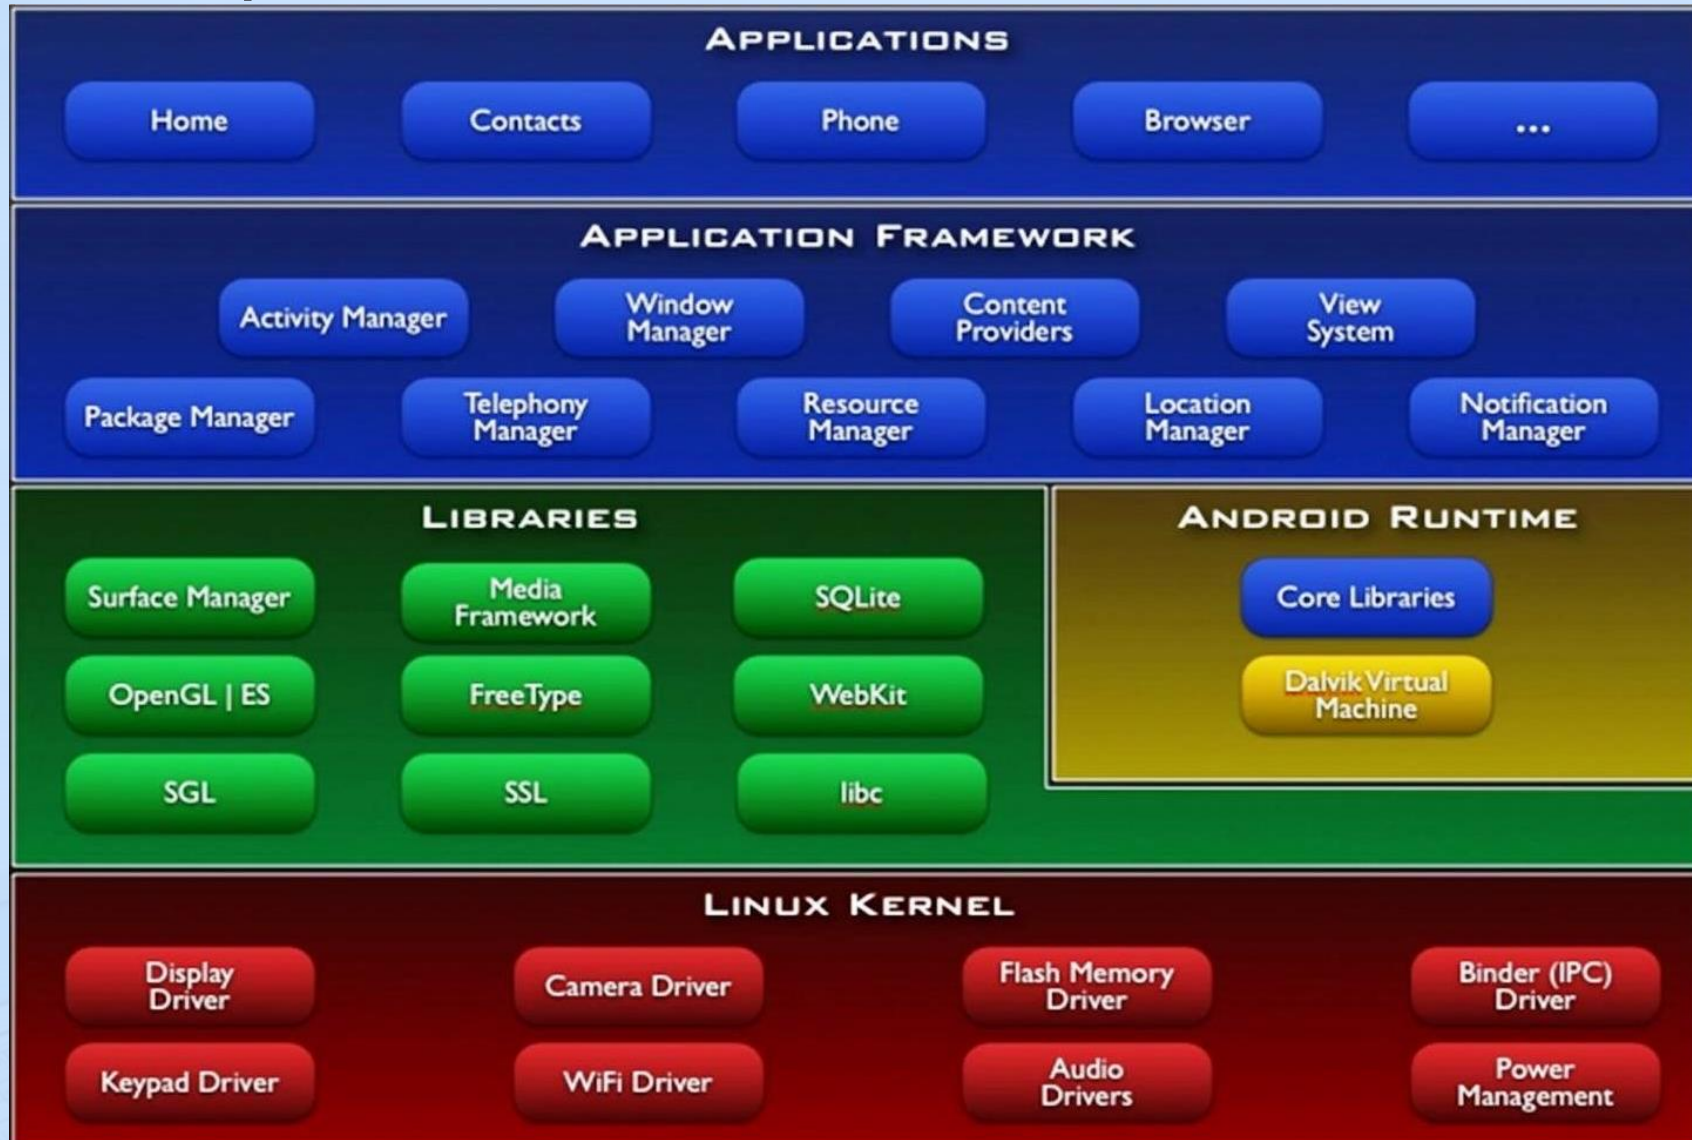 APPLICATIONS
Home
Contacts
Phone
Browser
...
APPLICATION FRAMEWORK
Activity Manager
Window
Manager
Content
Providers
View
System
Package Manager
Telephony
Manager
Resource
Manager
Location
Manager
Notification
Manager
LIBRARIES
Surface Manager
Media
Framework
SQLite
OpenGL | ES
FreeType
WebKit
SGL
SSL
libc
ANDROID RUNTIME
Core Libraries
Dalvik Virtual
Machine
LINUX KERNEL
Display
Driver
Camera Driver
Flash Memory
Driver
Binder (IPC)
Driver
Keypad Driver
WiFi Driver
Audio
Drivers
Power
Management